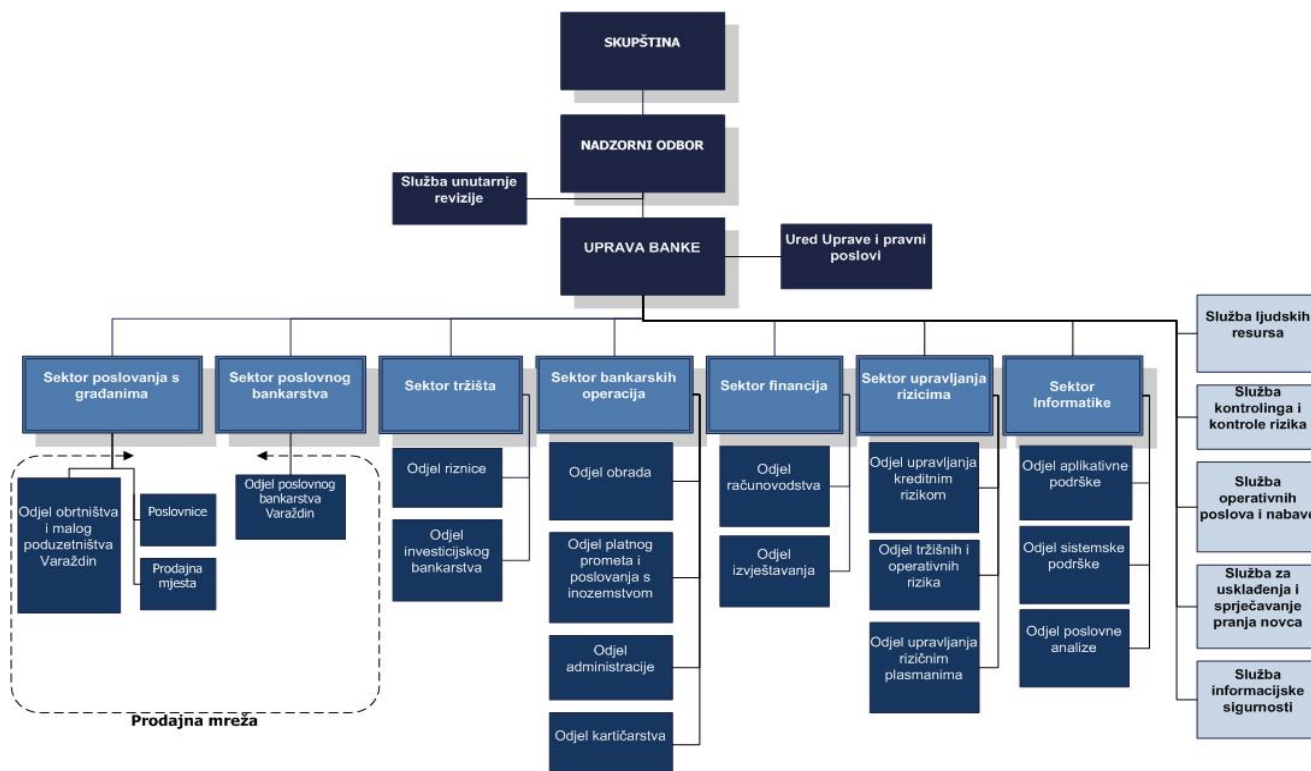 SKUPŠTINA
NADZORNI ODBOR
Služba unutarnje
revizije
UPRAVA BANKE
Ured Uprave i pravni
poslovi
Služba ljudskih
resursa
Sektor poslovanja s
građanima
Sektor poslovnog
bankarstva
Sektor tržišta
Sektor bankarskih
operacija
Sektor financija
Sektor upravljanja
rizicima
Sektor
Informatike
Služba
kontrolinga i
kontrole rizika
Odjel obrtništva
i malog
poduzetništva
Varaždin
Poslovnice
Prodajna
mjesta
Odjel poslovnog
bankarstva
Varaždin
Odjel riznice
Odjel
investicijskog
bankarstva
Odjel obrada
Odjel platnog
prometa i
poslovanja s
inozemstvom
Odjel
administracije
Odjel kartičarstva
Odjel
računovodstva
Odjel
izvještavanja
Odjel upravljanja
kreditnim
rizikom
Odjel tržišnih i
operativnih
rizika
Odjel upravljanja
rizičnim
plasmanima
Odjel aplikativne
podrške
Odjel sistemske
podrške
Odjel poslovne
analize
Služba
operativnih
poslova i nabave
Služba za
usklađenja i
sprječavanje
pranja novca
Služba
informacijske
sigurnosti
Prodajna mreža